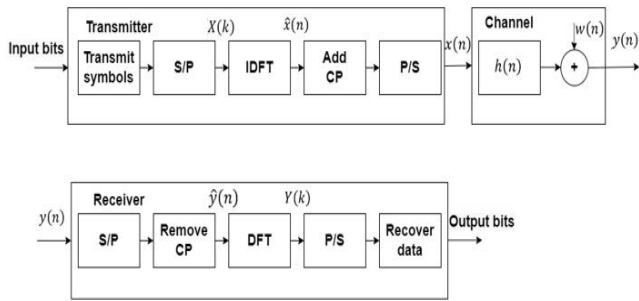 Transmitter
Channel
Input bits
Transmit
symbols
S/P
X(k)
IDFT
x̂(n)
Add
CP
P/S
x(n)
h(n)
w(n)
+
y(n)
Receiver
y(n)
S/P
Remove
CP
ŷ(n)
DFT
Y(k)
P/S
Recover
data
Output bits